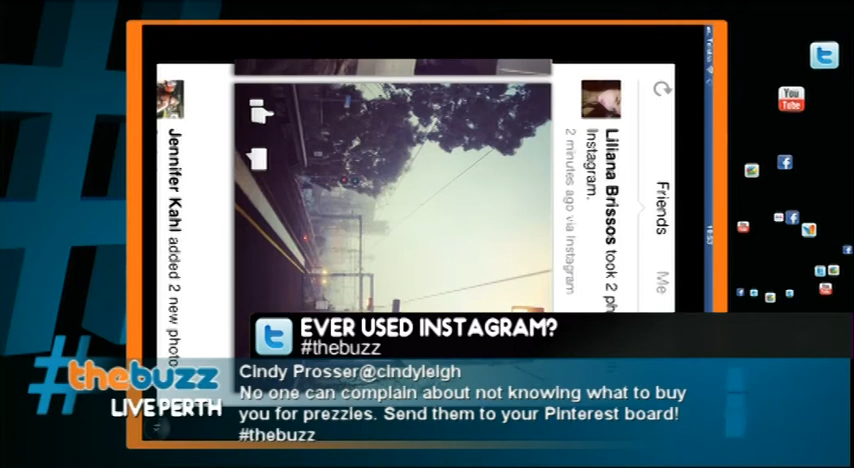 Jennifer Kahl added 2 new photo
Liliana Brissos took 2 ph
Instagram.
2 minutes ago via Instagram
Friends
Me
You
Tube
EVER USED INSTAGRAM?
#thebuzz
#thebuzz
LIVE PERTH
Cindy Prosser@cindyleigh
No one can complain about not knowing what to buy
you for prezzies. Send them to your Pinterest board!
#thebuzz